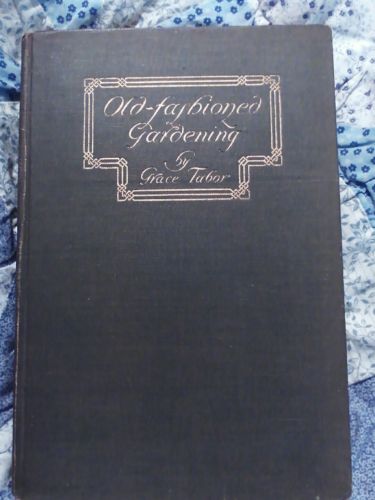 Old-fashioned
Gardening
by
Grace Tabor